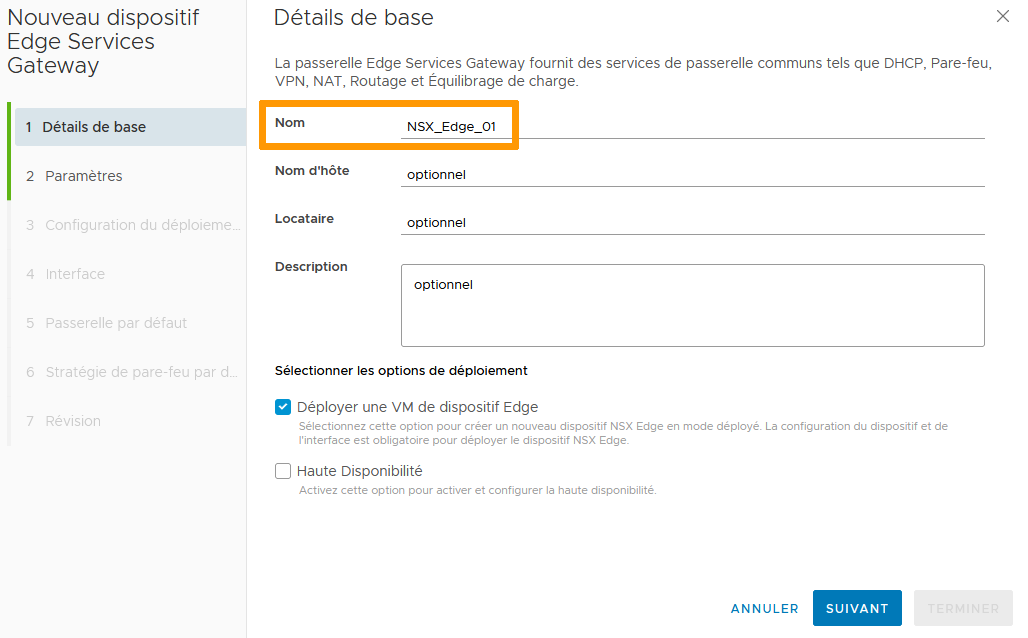 Nouveau dispositif
Edge Services
Gateway
1 Détails de base
2 Paramètres
3 Configuration du déploieme...
4 Interface
5 Passerelle par défaut
6 Stratégie de pare-feu par d...
7 Révision
Détails de base
La passerelle Edge Services Gateway fournit des services de passerelle communs tels que DHCP, Pare-feu,
VPN, NAT, Routage et Équilibrage de charge.
Nom NSX_Edge_01
Nom d'hôte optionnel
Locataire optionnel
Description optionnel
Sélectionner les options de déploiement
Déployer une VM de dispositif Edge
Sélectionnez cette option pour créer un nouveau dispositif NSX Edge en mode déployé. La configuration du dispositif et de
l'interface est obligatoire pour déployer le dispositif NSX Edge.
Haute Disponibilité
Activez cette option pour activer et configurer la haute disponibilité.
ANNULER SUIVANT TERMINER